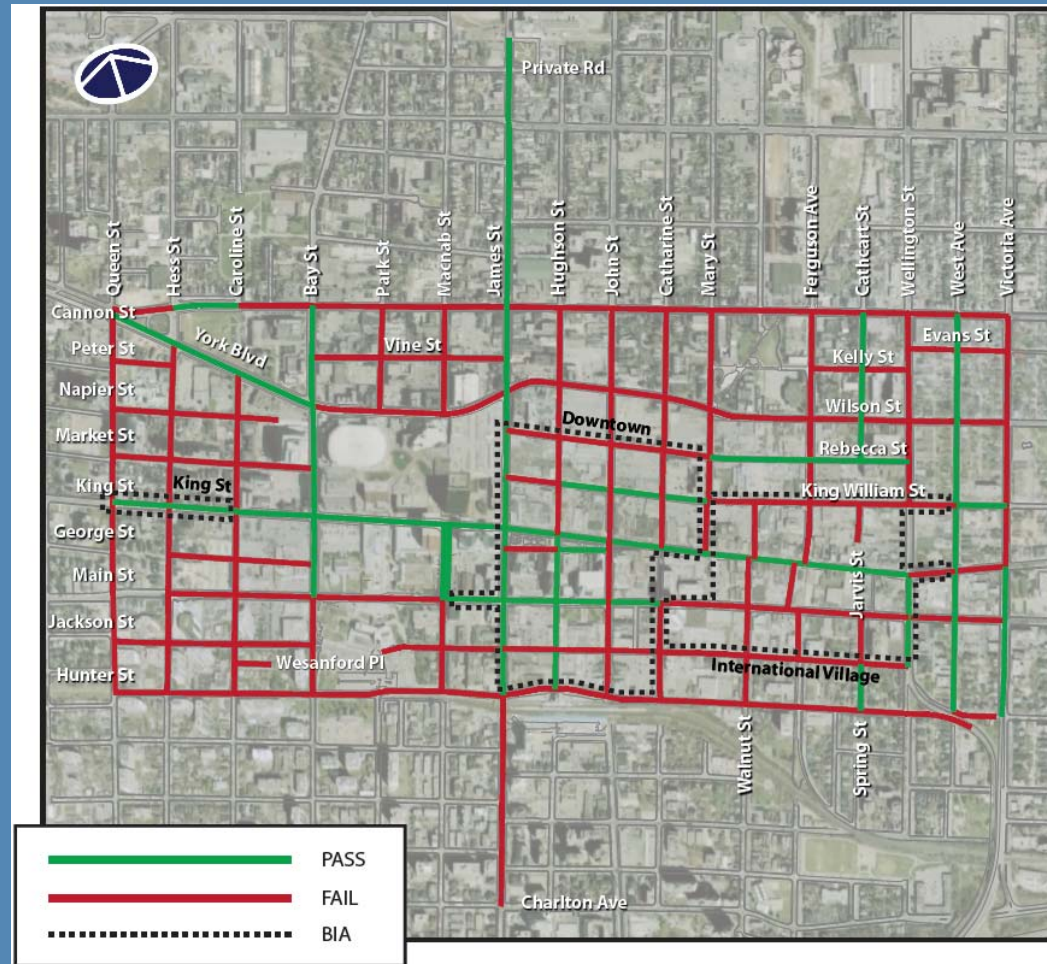 Private Rd
Queen St
Hess St
Caroline St
Bay St
Park St
Macnab St
James St
Hughson St
John St
Catharine St
Mary St
Ferguson Ave
Cathcart St
Wellington St
West Ave
Victoria Ave
Cannon St
York Blvd
Peter St
Vine St
Evans St
Kelly St
Napier St
Wilson St
Downtown
Market St
Rebecca St
King St
King St
King William St
George St
Main St
Jarvis St
Jackson St
Wesanford Pl
Hunter St
International Village
Walnut St
Spring St
Charlton Ave
PASS
FAIL
BIA